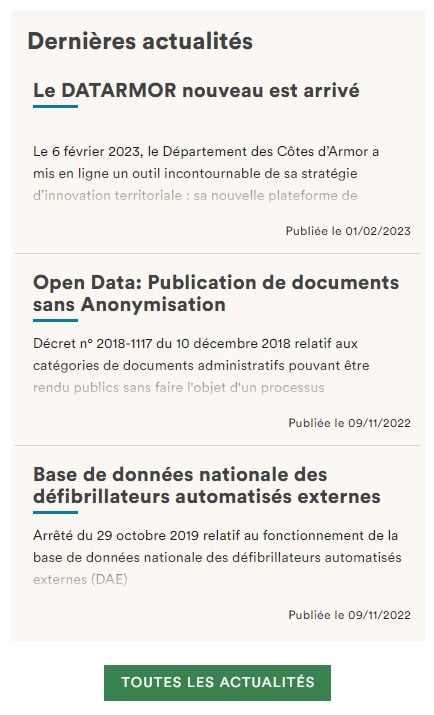 Dernières actualités
Le DATARMOR nouveau est arrivé
Le 6 février 2023, le Département des Côtes d'Armor a
mis en ligne un outil incontournable de sa stratégie
d'innovation territoriale : sa nouvelle plateforme de
Publiée le 01/02/2023
Open Data: Publication de documents
sans Anonymisation
Décret n° 2018-1117 du 10 décembre 2018 relatif aux
catégories de documents administratifs pouvant être
rendu publics sans faire l'objet d'un processus
Publiée le 09/11/2022
Base de données nationale des
défibrillateurs automatisés externes
Arrêté du 29 octobre 2019 relatif au fonctionnement de la
base de données nationale des défibrillateurs automatisés
externes (DAE)
Publiée le 09/11/2022
TOUTES LES ACTUALITÉS